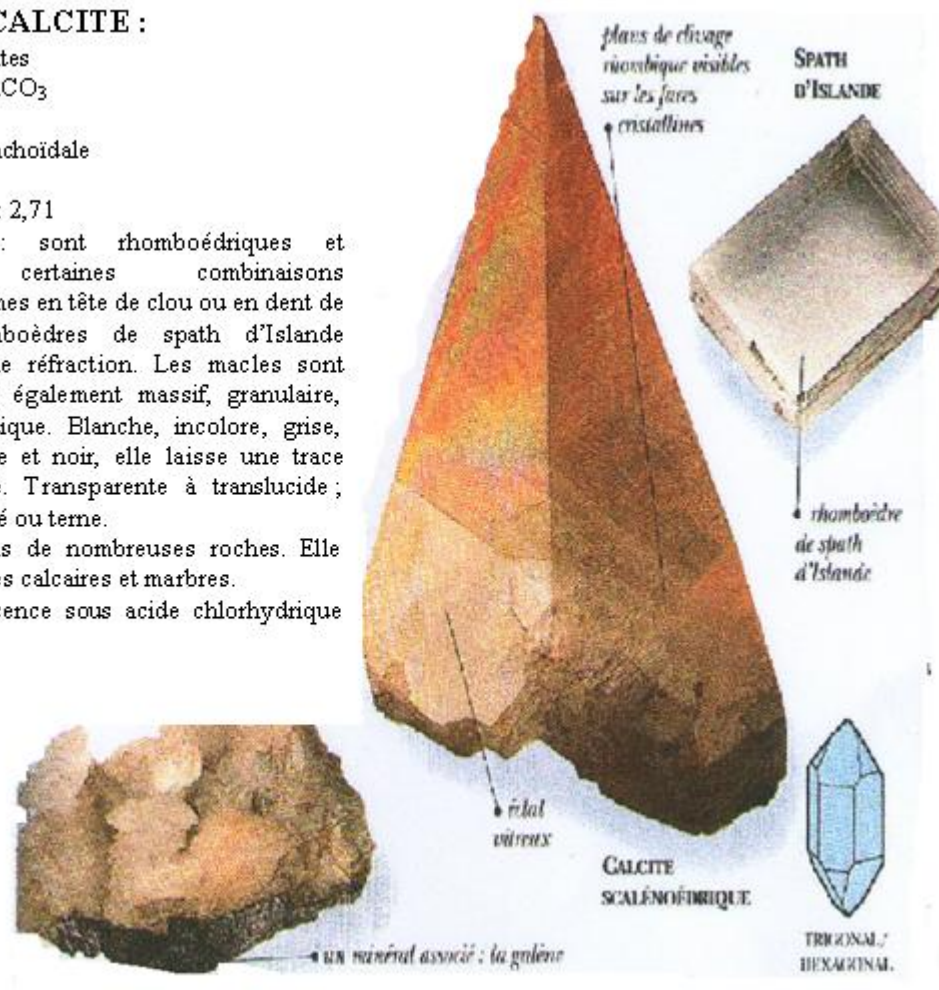 CALCITE :
tes
CO₃
choïdale
: 2,71
: sont rhomboédriques et
certaines combinaisons
nes en tête de clou ou en dent de
boèdres de spath d'Islande
e réfraction. Les macles sont
également massif, granulaire,
ique. Blanche, incolore, grise,
e et noir, elle laisse une trace
. Transparente à translucide ;
é ou terne.
s de nombreuses roches. Elle
es calcaires et marbres.
cence sous acide chlorhydrique
plans de clivage
rhombique visibles
sur les faces
cristallines
SPATH
D'ISLANDE
rhomboèdre
de spath
d'Islande
éclat
vitreux
CALCITE
SCALÉNOÉDRIQUE
TRIGONAL/
HEXAGONAL
un minéral associé : la galène